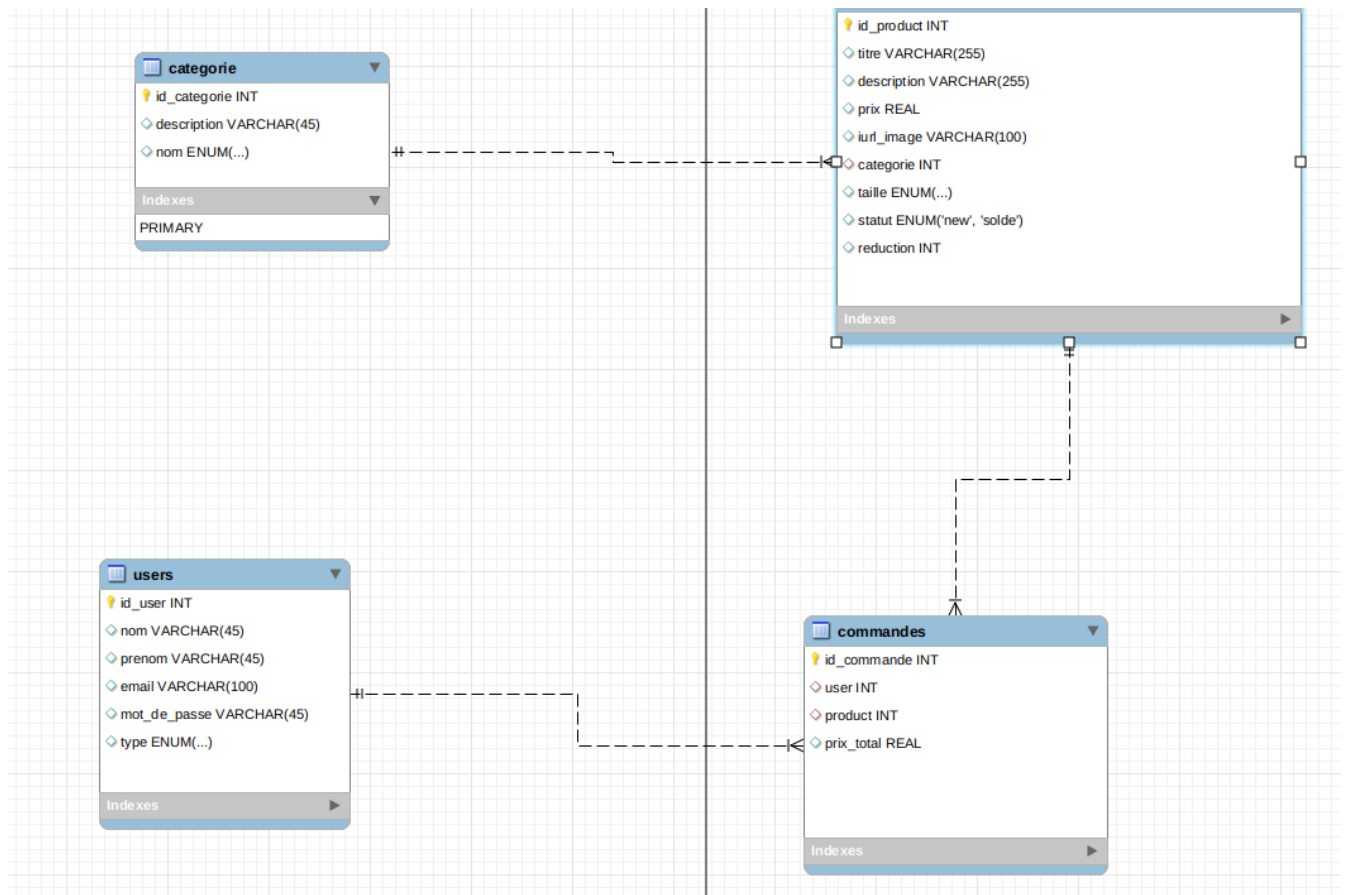 categorie
id_categorie INT
description VARCHAR(45)
nom ENUM(...)
Indexes
PRIMARY
id_product INT
titre VARCHAR(255)
description VARCHAR(255)
prix REAL
iurl_image VARCHAR(100)
categorie INT
taille ENUM(...)
statut ENUM('new', 'solde')
reduction INT
Indexes
users
id_user INT
nom VARCHAR(45)
prenom VARCHAR(45)
email VARCHAR(100)
mot_de_passe VARCHAR(45)
type ENUM(...)
Indexes
commandes
id_commande INT
user INT
product INT
prix_total REAL
Indexes